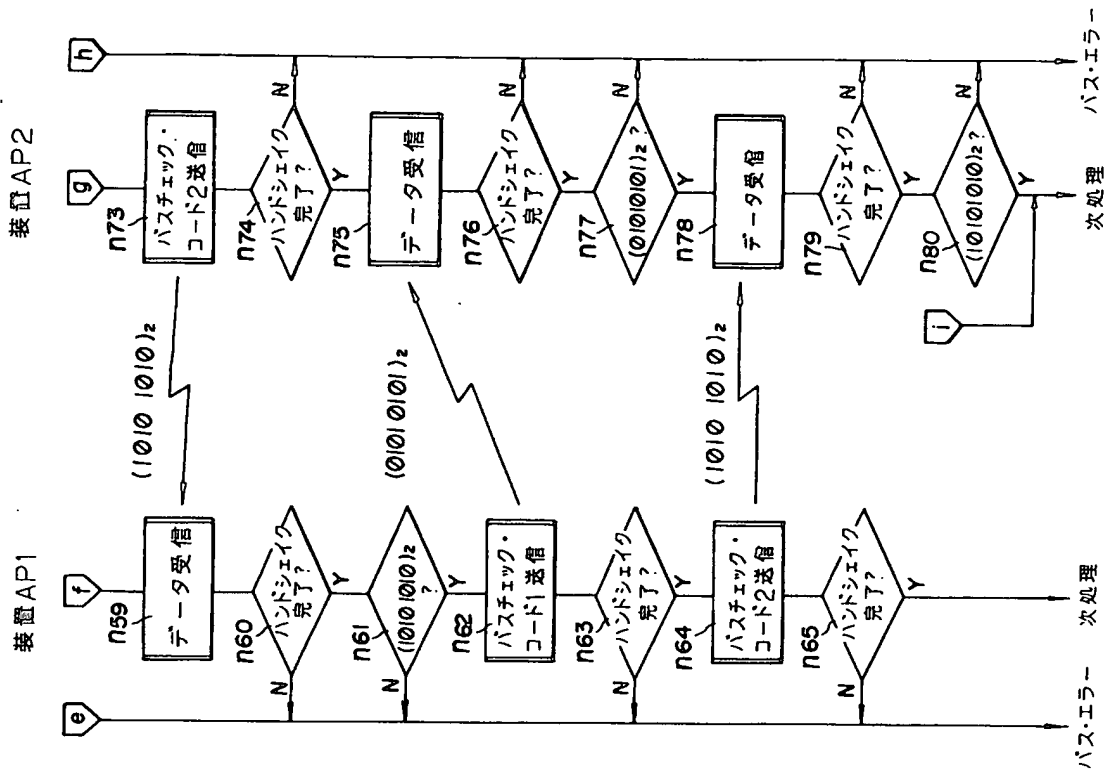 装置AP1
e
f
n59
データ受信
n60
ハンドシェイク
完了?
N
n61
(10101010)₂
?
N
Y
n62
バスチェック・
コード1送信
n63
ハンドシェイク
完了?
N
n64
バスチェック・
コード2送信
n65
ハンドシェイク
完了?
N
Y
バス・エラー
次処理
(1010 1010)₂
(0101 0101)₂
(1010 1010)₂
装置AP2
g
h
n73
バスチェック・
コード2送信
n74
ハンドシェイク
完了?
N
Y
n75
データ受信
n76
ハンドシェイク
完了?
N
Y
n77
(01010101)₂?
N
Y
n78
データ受信
n79
ハンドシェイク
完了?
N
Y
n80
(10101010)₂?
N
Y
i
次処理
バス・エラー